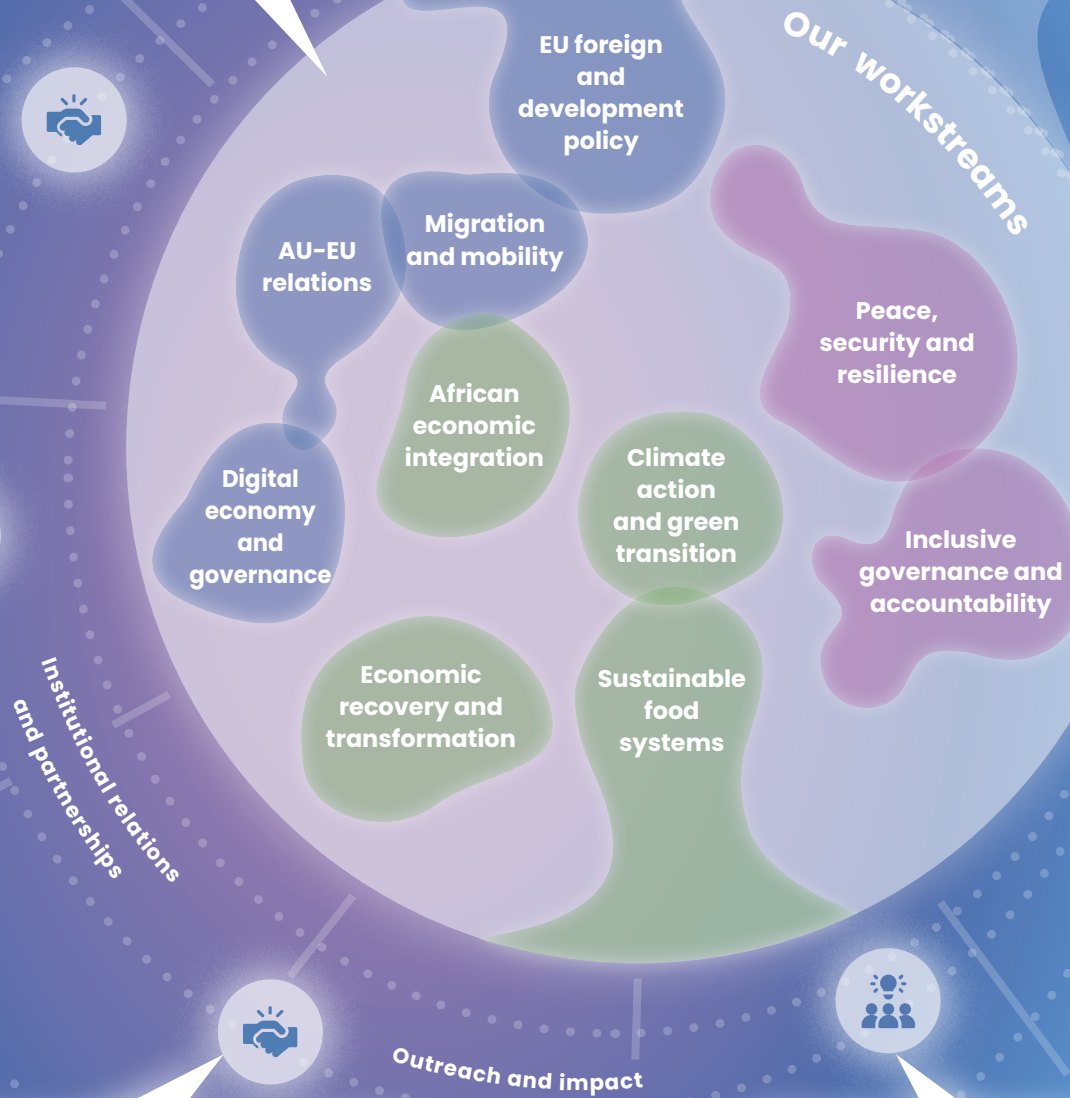 Our workstreams
EU foreign
and
development
policy
Migration
and mobility
AU-EU
relations
Peace,
security and
resilience
African
economic
integration
Climate
action
and green
transition
Digital
economy
and
governance
Inclusive
governance and
accountability
Economic
recovery and
transformation
Sustainable
food
systems
Institutional relations
and partnerships
Outreach and impact